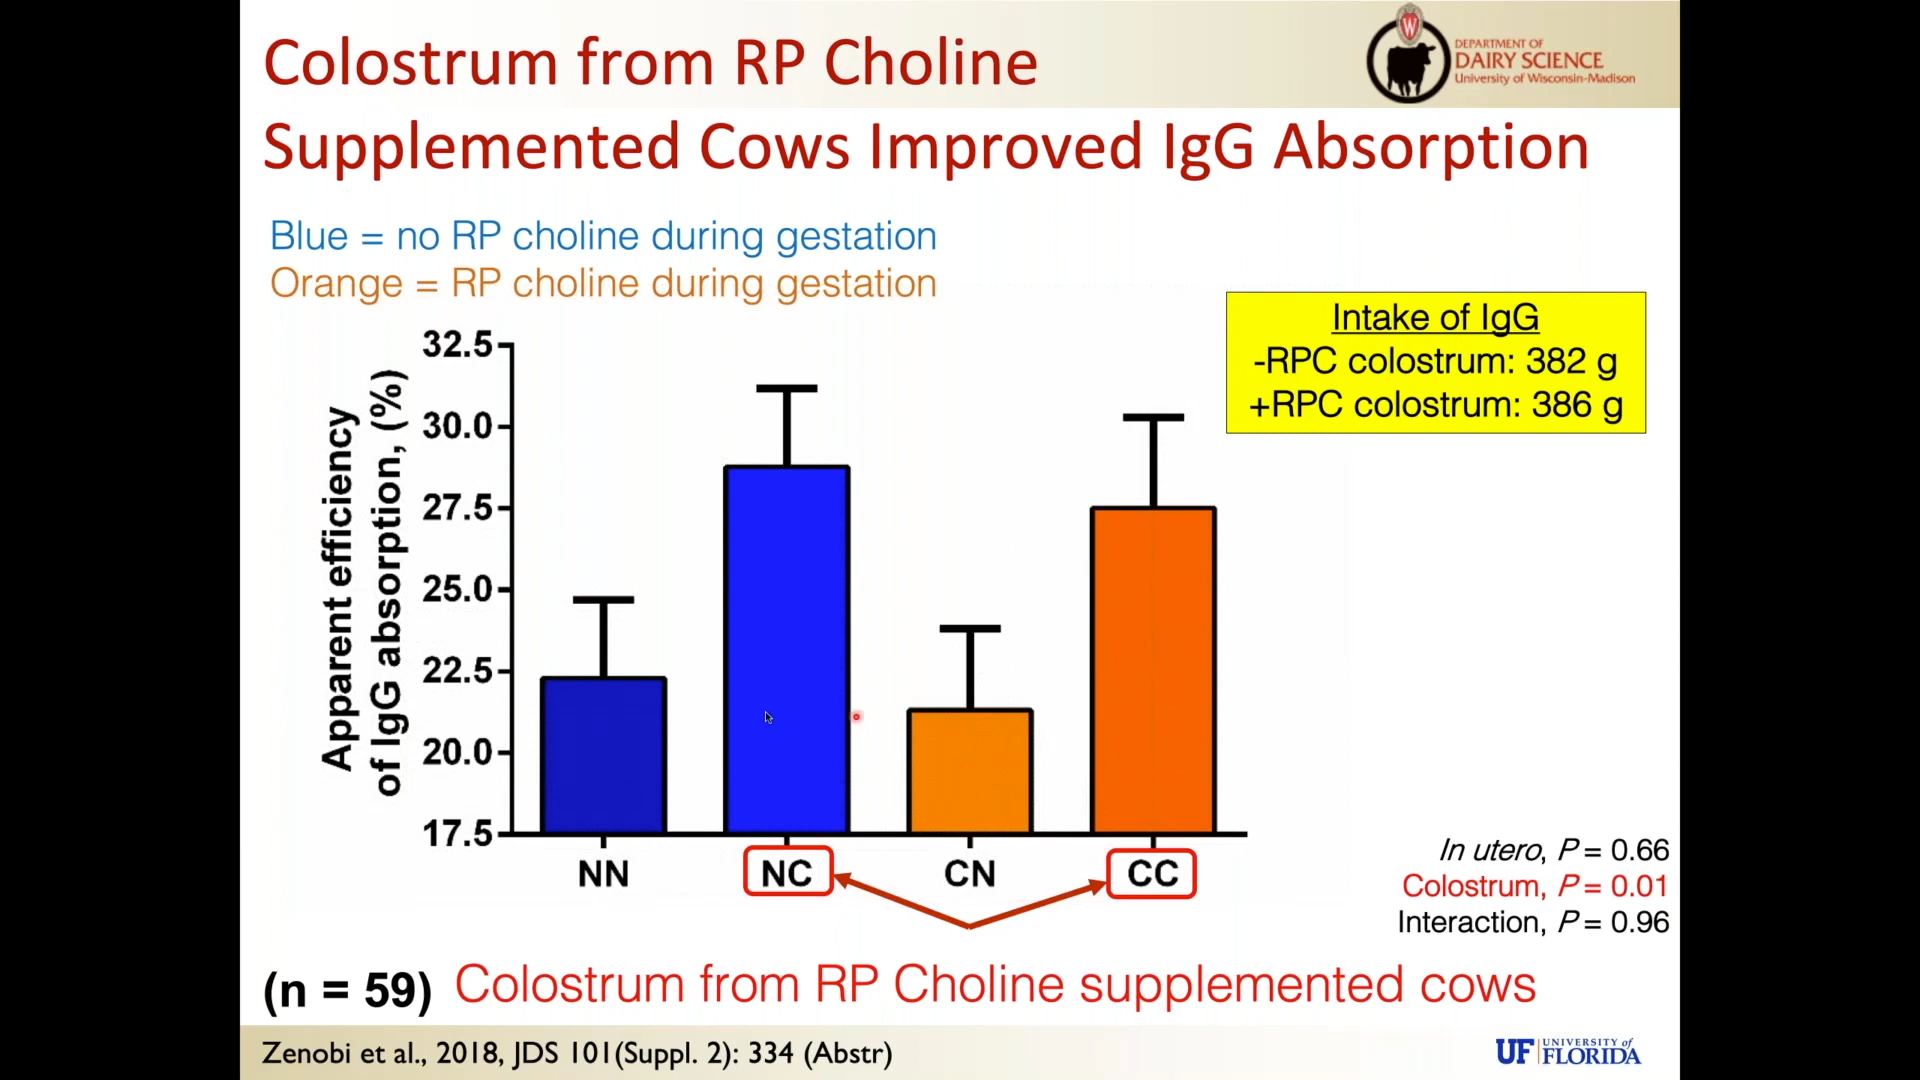 Colostrum from RP Choline
Supplemented Cows Improved IgG Absorption
W
DEPARTMENT OF
DAIRY SCIENCE
University of Wisconsin-Madison
Blue = no RP choline during gestation
Orange = RP choline during gestation
Intake of IgG
-RPC colostrum: 382 g
+RPC colostrum: 386 g
Apparent efficiency
of IgG absorption, (%)
32.5
30.0
27.5
25.0
22.5
20.0
17.5
NN
NC
CN
CC
In utero, P = 0.66
Colostrum, P = 0.01
Interaction, P = 0.96
(n = 59) Colostrum from RP Choline supplemented cows
Zenobi et al., 2018, JDS 101(Suppl. 2): 334 (Abstr)
UF UNIVERSITY of
FLORIDA